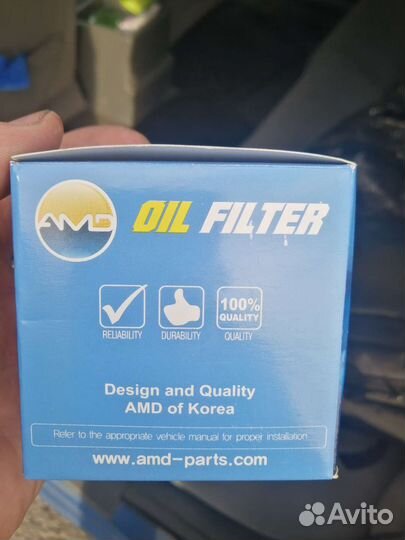 AMD
OIL FILTER
100%
QUALITY
RELIABILITY DURABILITY QUALITY
Design and Quality
AMD of Korea
Refer to the appropriate vehicle manual for proper installation
www.amd-parts.com
Avito